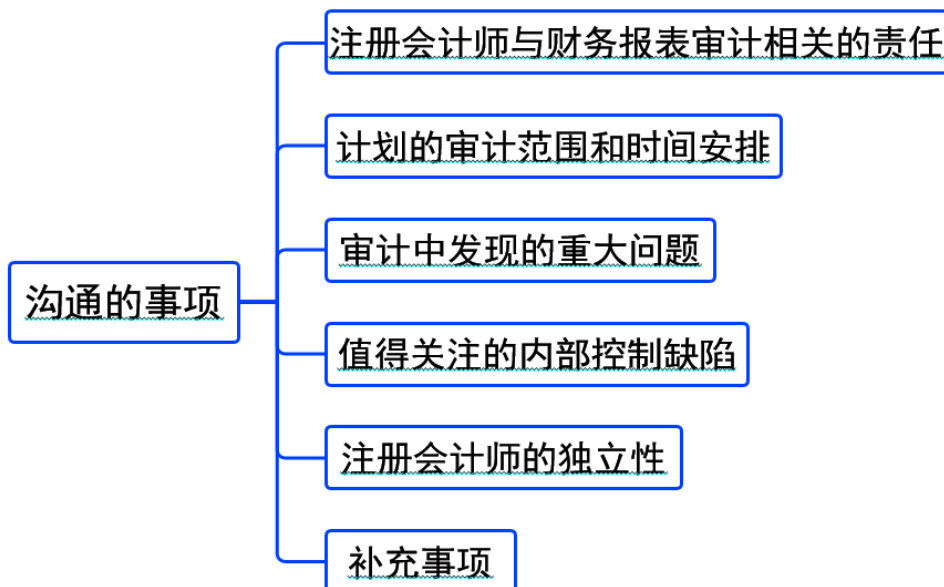 注册会计师与财务报表审计相关的责任
计划的审计范围和时间安排
审计中发现的重大问题
沟通的事项
值得关注的内部控制缺陷
注册会计师的独立性
补充事项